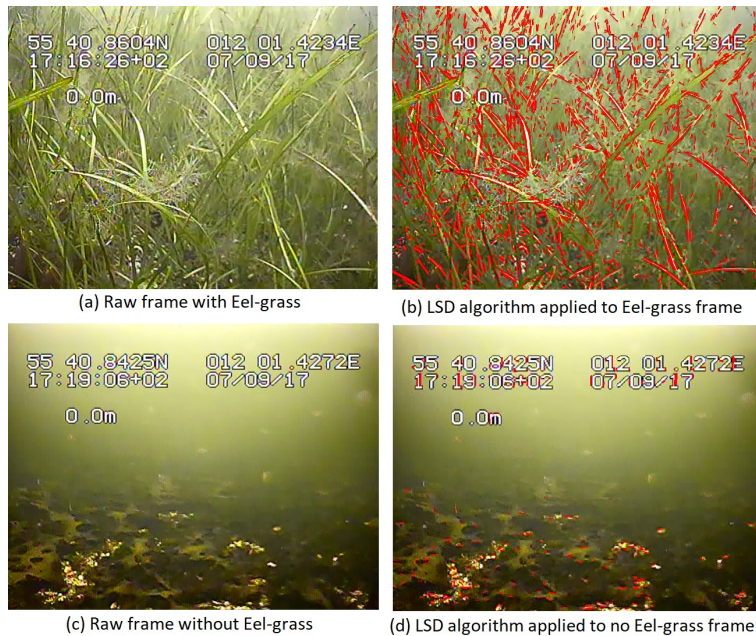 55 40.8604N 012 01.4234E
17:16:26+02 07/09/17
0.0m
55 40.8604N 012 01.4234E
17:16:26+02 07/09/17
0.0m
(a) Raw frame with Eel-grass
(b) LSD algorithm applied to Eel-grass frame
55 40.8425N 012 01.4272E
17:19:06+02 07/09/17
0.0m
55 40.8425N 012 01.4272E
17:19:06+02 07/09/17
0.0m
(c) Raw frame without Eel-grass
(d) LSD algorithm applied to no Eel-grass frame